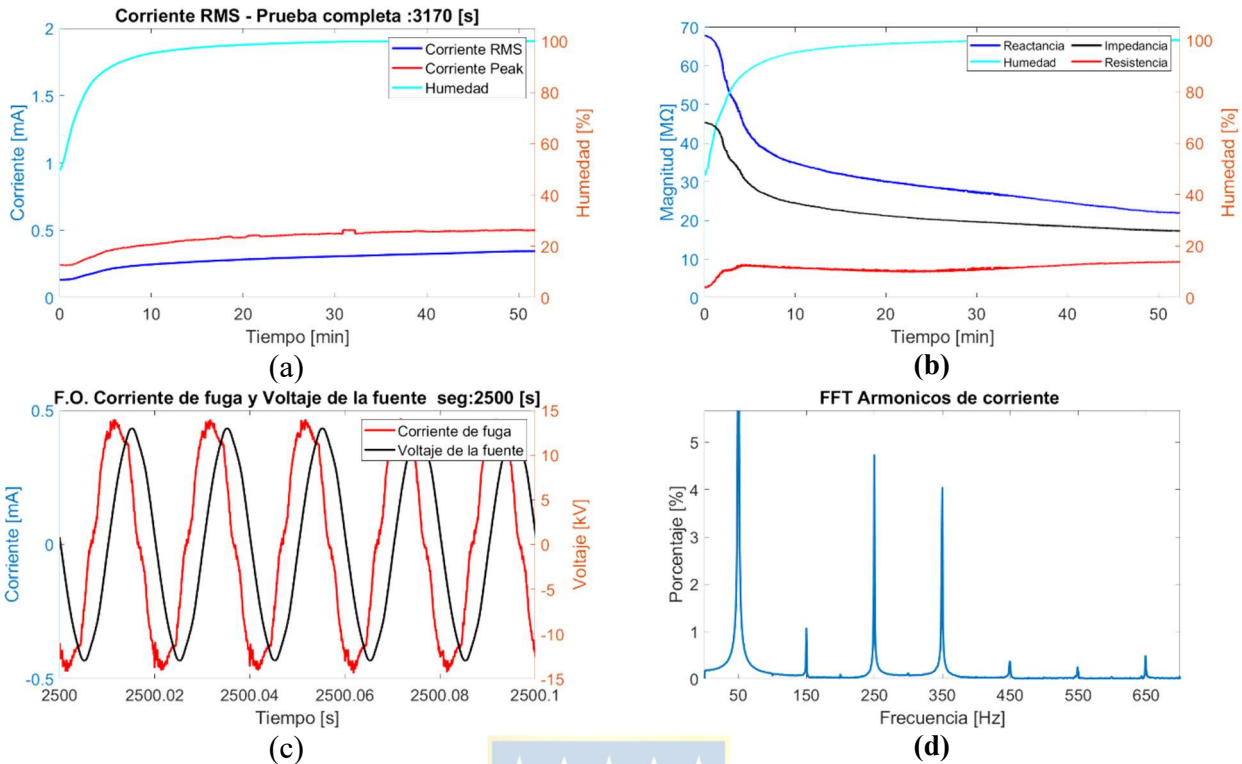 Corriente RMS - Prueba completa :3170 [s]
2
1.5
1
0.5
0
Corriente [mA]
100
80
60
40
20
0
Humedad [%]
Corriente RMS
Corriente Peak
Humedad
0 10 20 30 40 50
Tiempo [min]
(a)
70
60
50
40
30
20
10
0
Magnitud [MΩ]
100
80
60
40
20
0
Humedad [%]
Reactancia Impedancia
Humedad Resistencia
0 10 20 30 40 50
Tiempo [min]
(b)
F.O. Corriente de fuga y Voltaje de la fuente seg:2500 [s]
0.5
0
-0.5
Corriente [mA]
15
10
5
0
-5
-10
-15
Voltaje [kV]
Corriente de fuga
Voltaje de la fuente
2500 2500.02 2500.04 2500.06 2500.08 2500.1
Tiempo [s]
(c)
FFT Armonicos de corriente
5
4
3
2
1
0
Porcentaje [%]
50 150 250 350 450 550 650
Frecuencia [Hz]
(d)